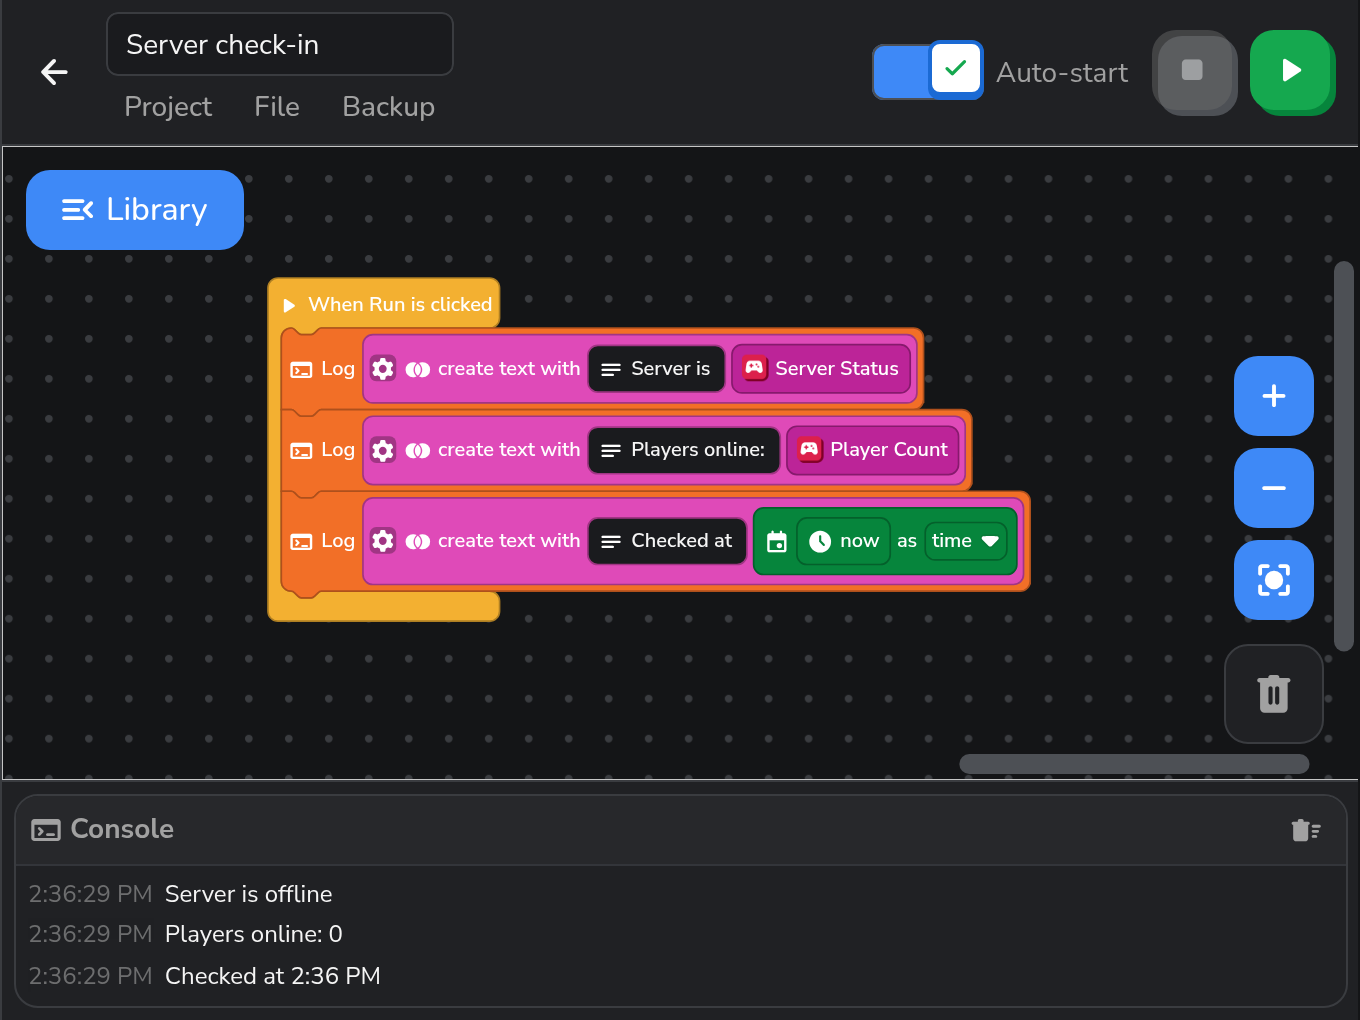 Server check-in
Auto-start
Project File Backup
Library
When Run is clicked
Log create text with Server is Server Status
Log create text with Players online: Player Count
Log create text with Checked at now as time
Console
2:36:29 PM Server is offline
2:36:29 PM Players online: 0
2:36:29 PM Checked at 2:36 PM